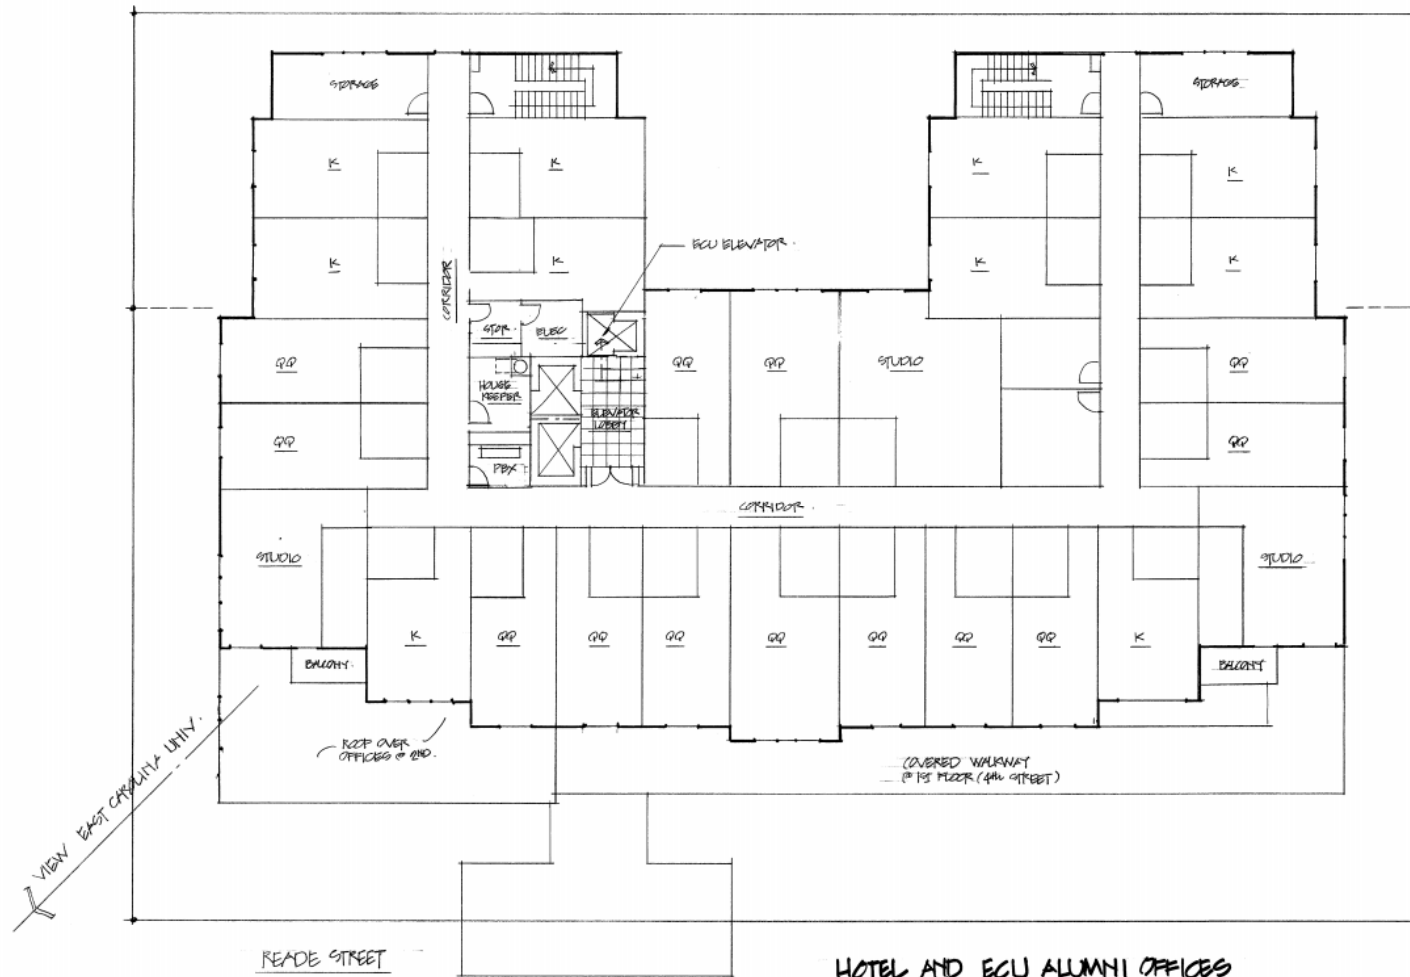 STORAGE
STORAGE
K
K
K
K
K
K
K
K
ECU ELEVATOR
CORRIDOR
STOR.
ELEC
QQ
QQ
QQ
STUDIO
QQ
HOUSE
KEEPER
ELEVATOR
LOBBY
QQ
QQ
PBX
CORRIDOR
STUDIO
STUDIO
K
QQ
QQ
QQ
QQ
QQ
QQ
QQ
K
BALCONY
BALCONY
ROOF OVER
OFFICES @ 2ND.
COVERED WALKWAY
@ 1ST FLOOR (4TH STREET)
VIEW EAST CAROLINA UNIV.
READE STREET
HOTEL AND ECU ALUMNI OFFICES